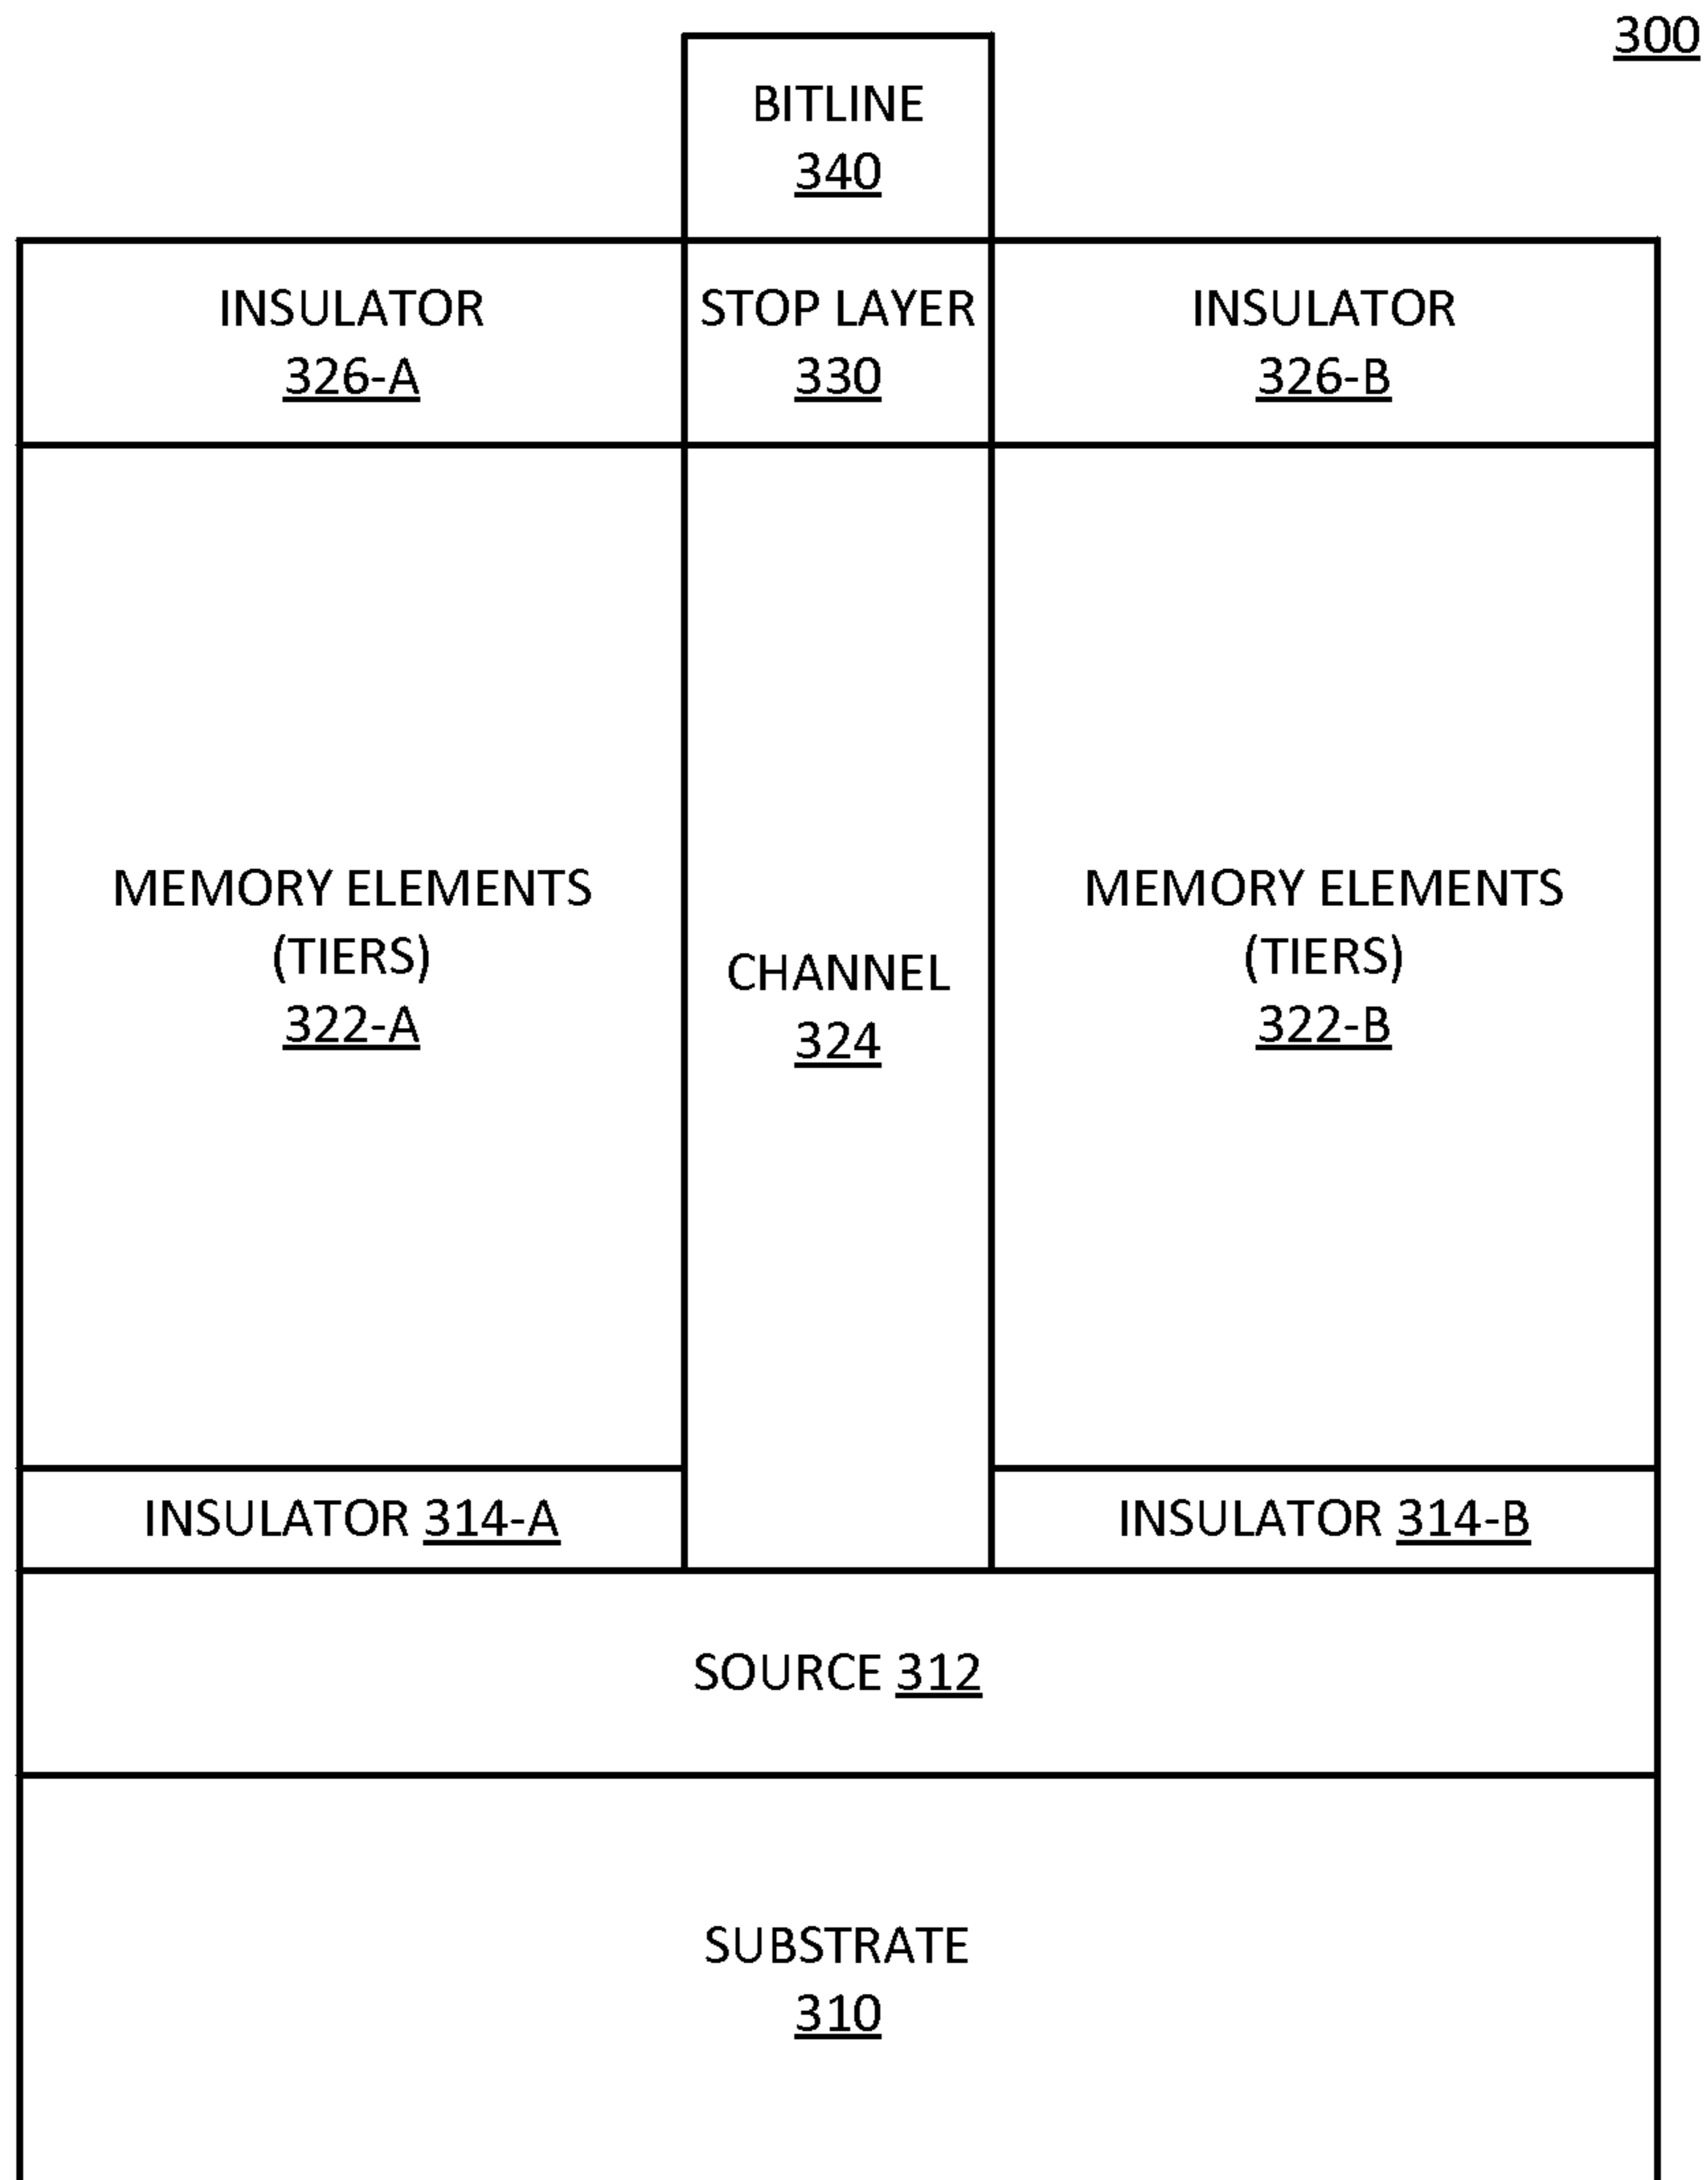 300
BITLINE
340
INSULATOR
326-A
STOP LAYER
330
INSULATOR
326-B
MEMORY ELEMENTS
(TIERS)
322-A
CHANNEL
324
MEMORY ELEMENTS
(TIERS)
322-B
INSULATOR 314-A
INSULATOR 314-B
SOURCE 312
SUBSTRATE
310